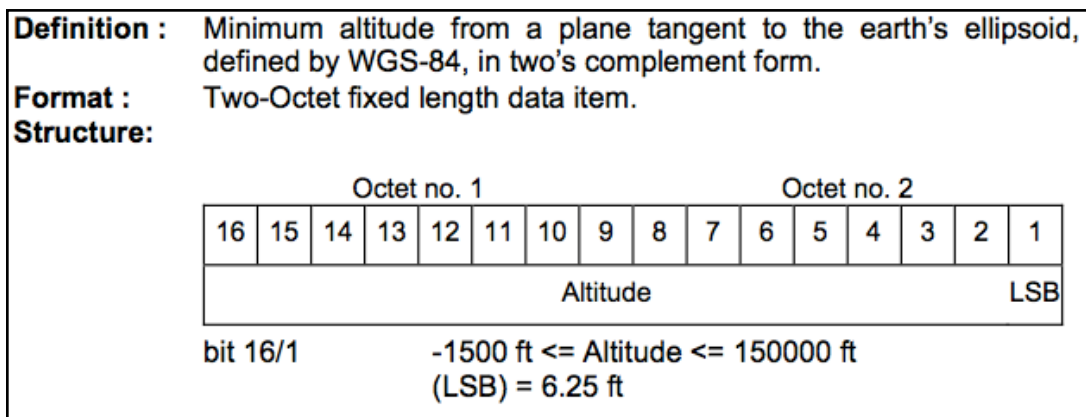 Definition : Minimum altitude from a plane tangent to the earth's ellipsoid,
defined by WGS-84, in two's complement form.
Format : Two-Octet fixed length data item.
Structure:
Octet no. 1 Octet no. 2
16 15 14 13 12 11 10 9 8 7 6 5 4 3 2 1
Altitude LSB
bit 16/1 -1500 ft <= Altitude <= 150000 ft
(LSB) = 6.25 ft